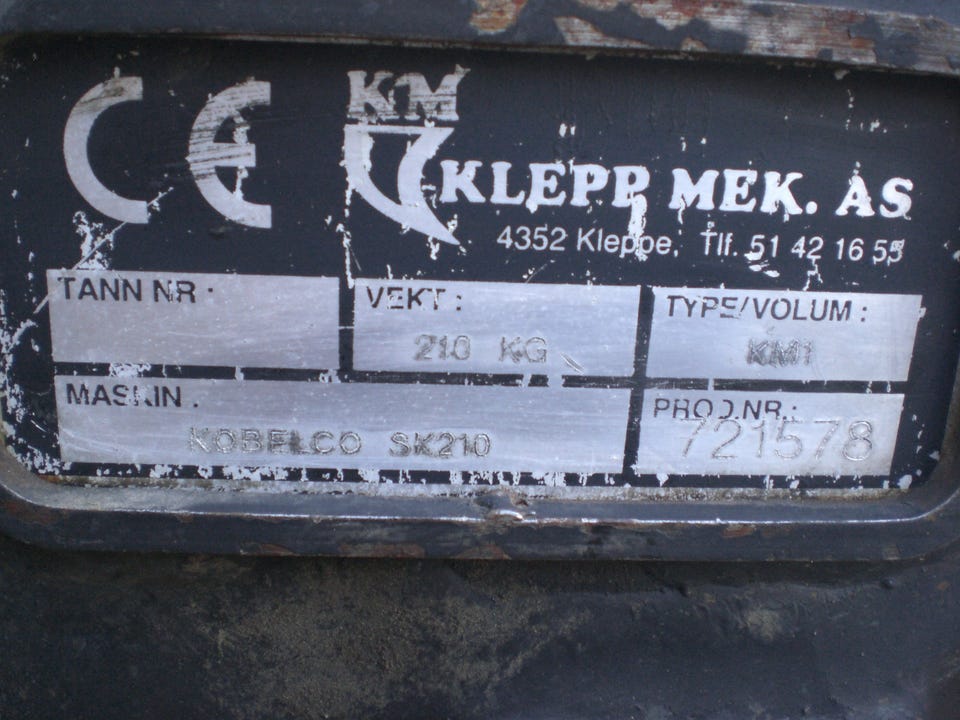 CE
KM
KLEPP MEK. AS
4352 Kleppe, Tlf. 51 42 16 55
TANN NR :
VEKT :
210 KG
TYPE/VOLUM :
KM1
MASKIN :
KOBELCO SK210
PROD.NR.:
721578